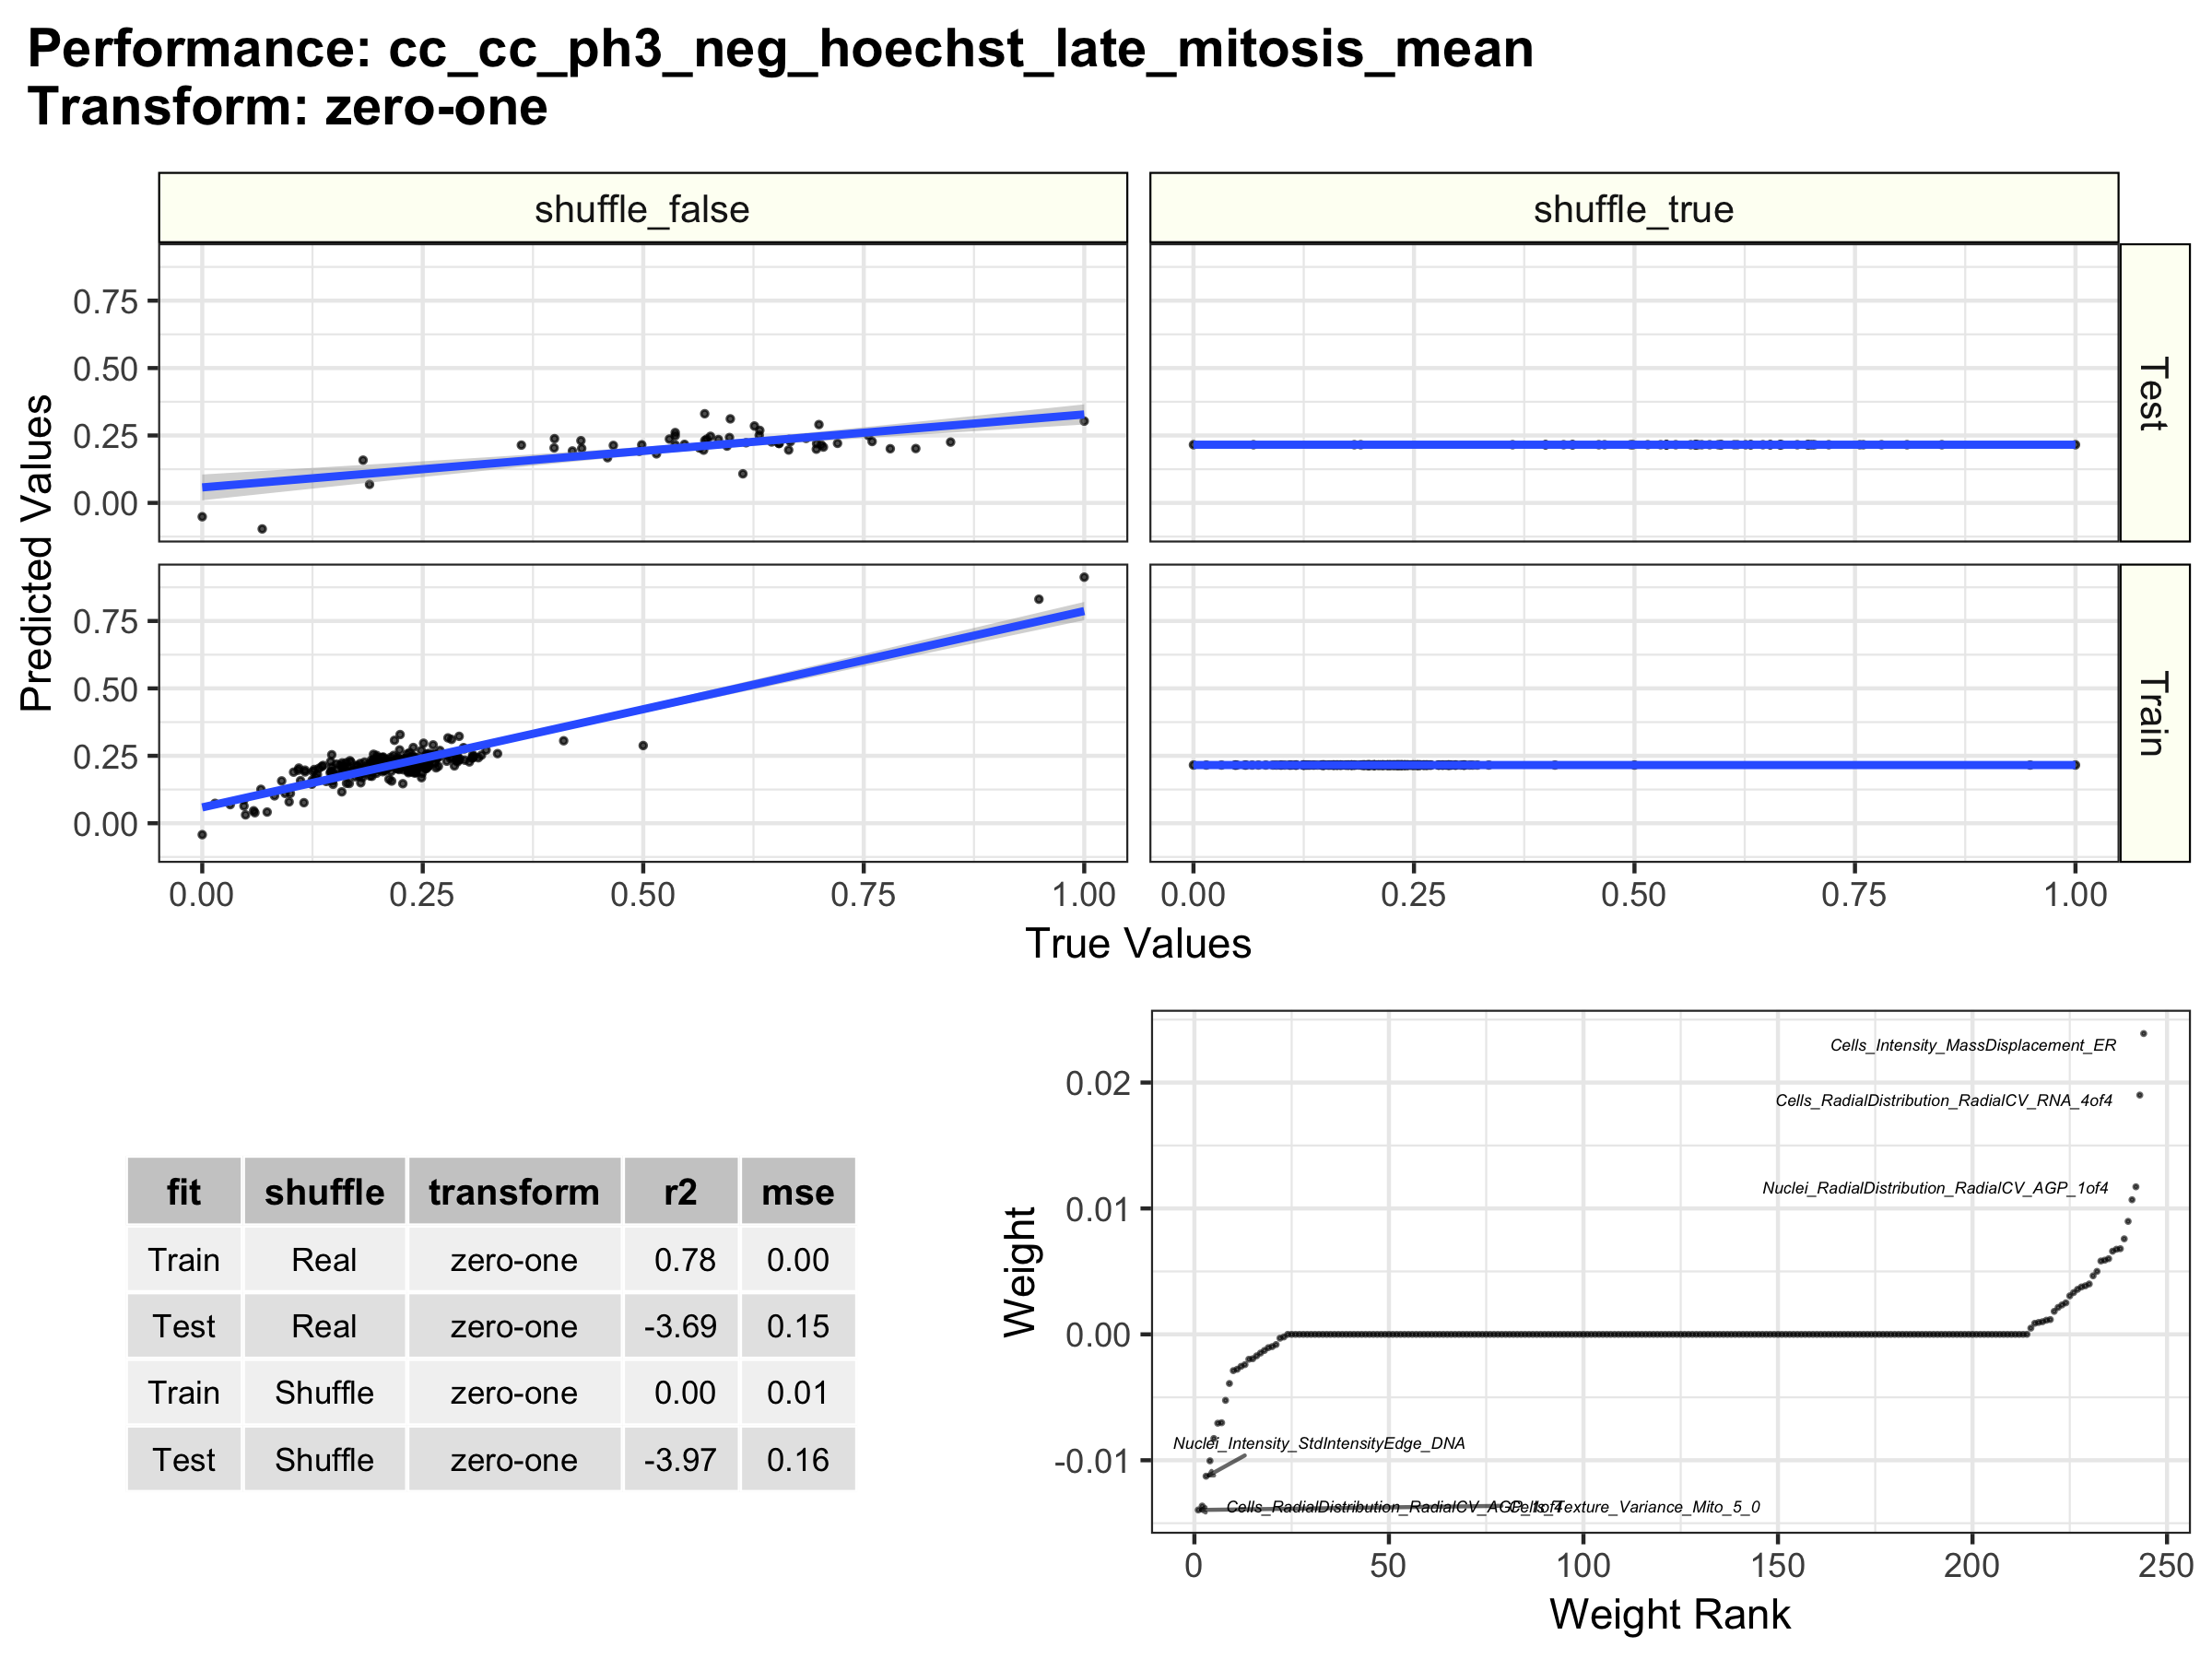 Performance: cc_cc_ph3_neg_hoechst_late_mitosis_mean
Transform: zero-one
shuffle_false
shuffle_true
Predicted Values
0.75
0.50
0.25
0.00
Test
0.75
0.50
0.25
0.00
Train
0.00 0.25 0.50 0.75 1.00
0.00 0.25 0.50 0.75 1.00
True Values
fit shuffle transform r2 mse
Train Real zero-one 0.78 0.00
Test Real zero-one -3.69 0.15
Train Shuffle zero-one 0.00 0.01
Test Shuffle zero-one -3.97 0.16
Weight
0.02
0.01
0.00
-0.01
Cells_Intensity_MassDisplacement_ER
Cells_RadialDistribution_RadialCV_RNA_4of4
Nuclei_RadialDistribution_RadialCV_AGP_1of4
Nuclei_Intensity_StdIntensityEdge_DNA
Cells_RadialDistribution_RadialCV_AGP_1of4
Cells_Texture_Variance_Mito_5_0
0 50 100 150 200 250
Weight Rank